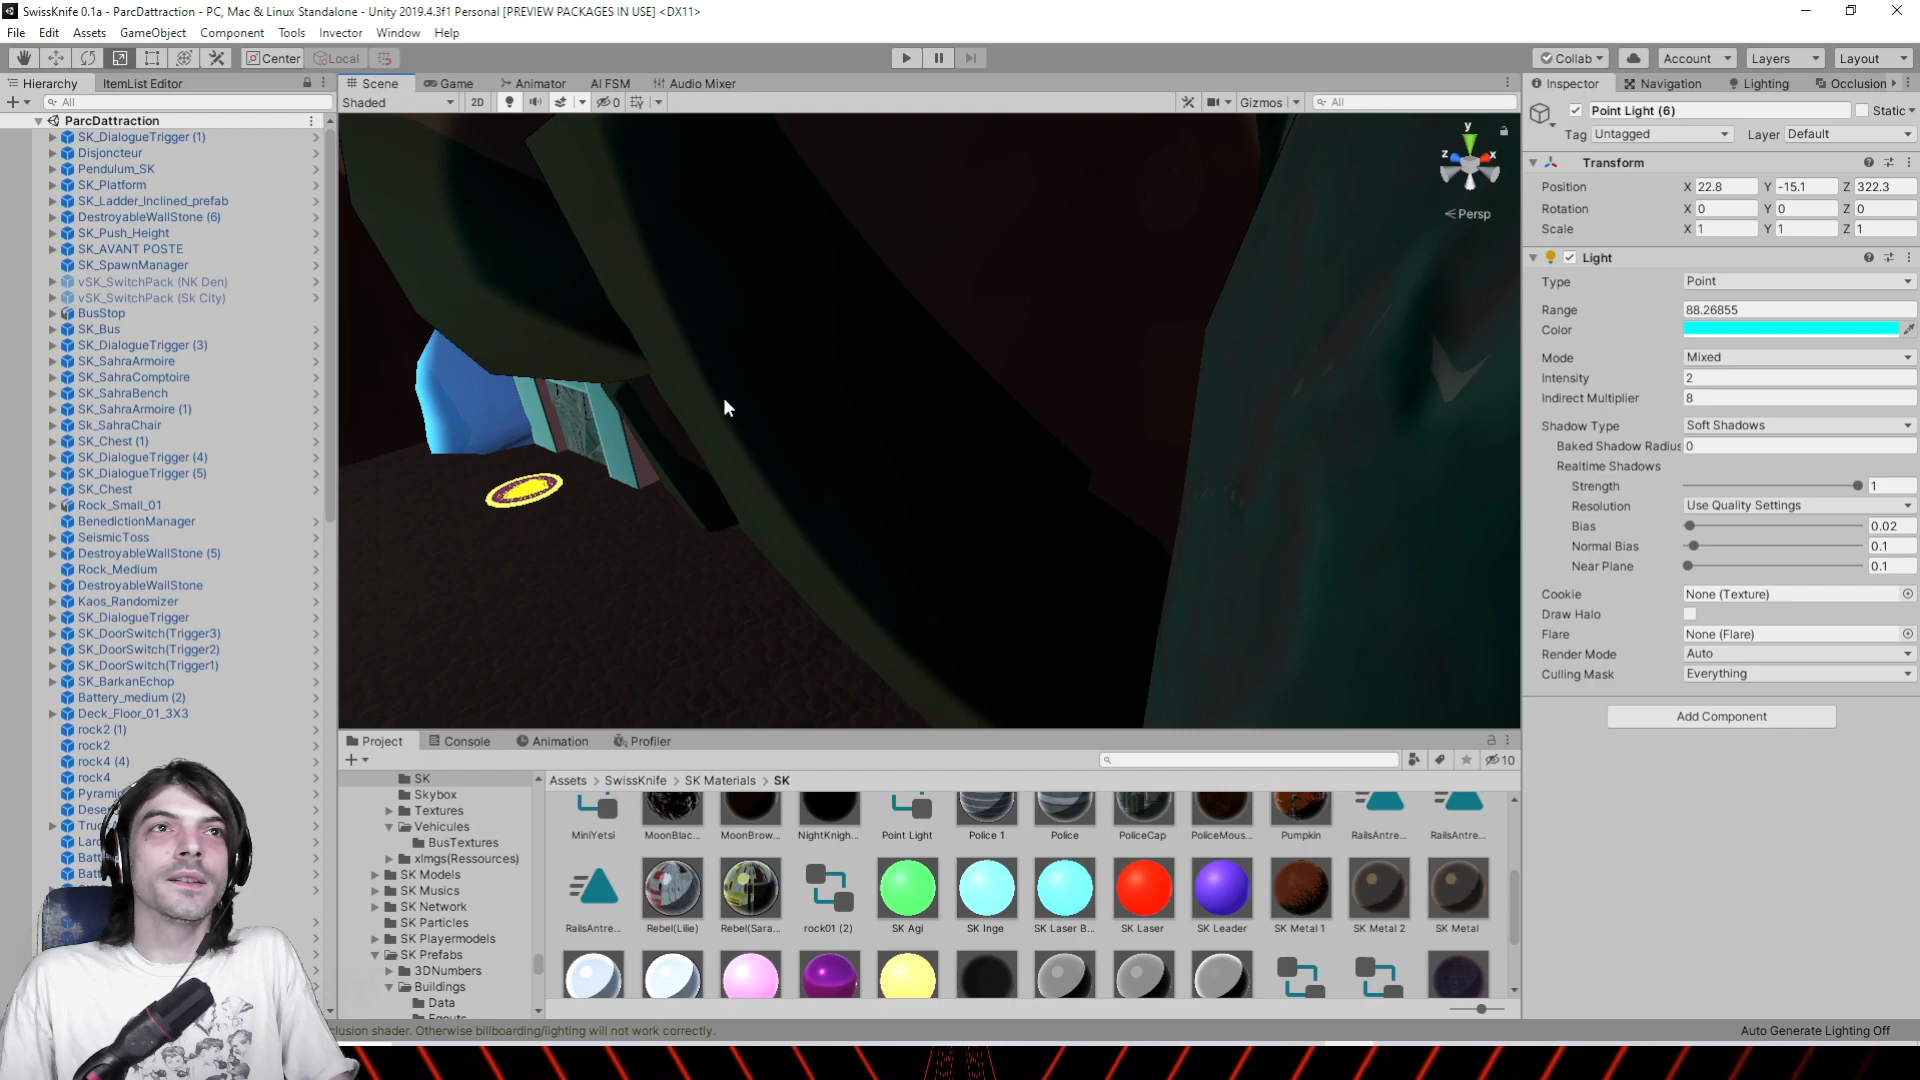 SwissKnife 0.1a - ParcDattraction - PC, Mac & Linux Standalone - Unity 2019.4.3f1 Personal [PREVIEW PACKAGES IN USE] <DX11>
File Edit Assets GameObject Component Tools Invector Window Help
Center Local Collab Account Layers Layout
Hierarchy ItemList Editor
All
ParcDattraction
SK_DialogueTrigger (1)
Disjoncteur
Pendulum_SK
SK_Platform
SK_Ladder_Inclined_prefab
DestroyableWallStone (6)
SK_Push_Height
SK_AVANT POSTE
SK_SpawnManager
vSK_SwitchPack (NK Den)
vSK_SwitchPack (Sk City)
BusStop
SK_Bus
SK_DialogueTrigger (3)
SK_SahraArmoire
SK_SahraComptoire
SK_SahraBench
SK_SahraArmoire (1)
Sk_SahraChair
SK_Chest (1)
SK_DialogueTrigger (4)
SK_DialogueTrigger (5)
SK_Chest
Rock_Small_01
BenedictionManager
SeismicToss
DestroyableWallStone (5)
Rock_Medium
DestroyableWallStone
Kaos_Randomizer
SK_DialogueTrigger
SK_DoorSwitch(Trigger3)
SK_DoorSwitch(Trigger2)
SK_DoorSwitch(Trigger1)
SK_BarkanEchop
Battery_medium (2)
Deck_Floor_01_3X3
rock2 (1)
rock2
rock4 (4)
rock4
Scene Game Animator AI FSM Audio Mixer
Shaded 2D 0 Gizmos All
y
z x
Persp
Project Console Animation Profiler
10
SK
Skybox
Textures
Vehicules
BusTextures
xImgs(Ressources)
SK Models
SK Musics
SK Network
SK Particles
SK Playermodels
SK Prefabs
3DNumbers
Buildings
Data
Egouts
Assets > SwissKnife > SK Materials > SK
MiniYetsi MoonBlac... MoonBrow... NightKnigh... Point Light Police 1 Police PoliceCap PoliceMous... Pumpkin RailsAntre... RailsAntre...
RailsAntre... Rebel(Lilie) Rebel(Sara... rock01 (2) SK Agi SK Inge SK Laser B... SK Laser SK Leader SK Metal 1 SK Metal 2 SK Metal
clusion shader. Otherwise billboarding/lighting will not work correctly.
Auto Generate Lighting Off
Inspector Navigation Lighting Occlusion
Point Light (6) Static
Tag Untagged Layer Default
Transform
Position X 22.8 Y -15.1 Z 322.3
Rotation X 0 Y 0 Z 0
Scale X 1 Y 1 Z 1
Light
Type Point
Range 88.26855
Color
Mode Mixed
Intensity 2
Indirect Multiplier 8
Shadow Type Soft Shadows
Baked Shadow Radius 0
Realtime Shadows
Strength 1
Resolution Use Quality Settings
Bias 0.02
Normal Bias 0.1
Near Plane 0.1
Cookie None (Texture)
Draw Halo
Flare None (Flare)
Render Mode Auto
Culling Mask Everything
Add Component